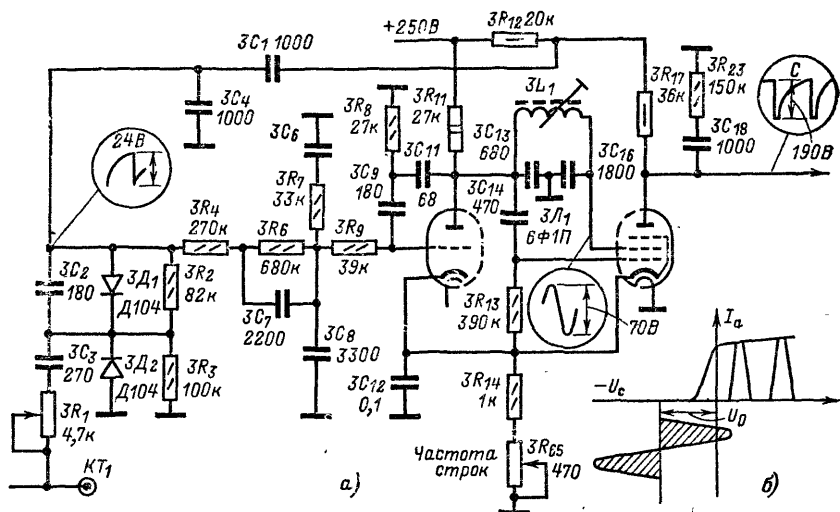 +250В
3R12 20к
3C1 1000
3C4
1000
3C6
3R8
27к
3R11
27к
3L1
3C13
680
3R17
36к
3R23
150к
C
190В
3C18
1000
24В
3R7
33к
3C9
180
3C11
68
3C14
470
3C16
1800
3Л1
6Ф1П
3R4
270к
3R6
680к
3R9
39к
3C2
180
3Д1
Д104
3R2
82к
3C7
2200
3C8
3300
3R13
390к
70В
Ia
3C3
270
3Д2
Д104
3R3
100к
3C12
0,1
3R14
1к
−Uc
U0
3R1
4,7к
Частота
строк
3R65
470
КТ1
а)
б)